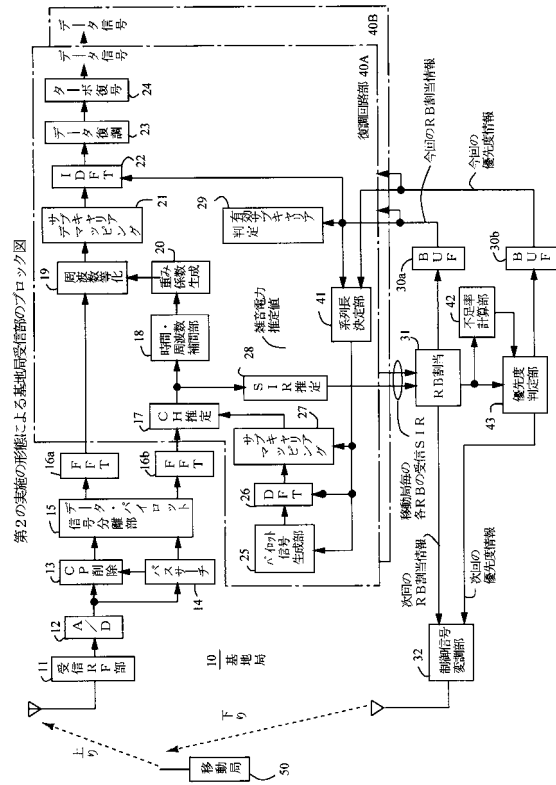 第2の実施の形態による基地局受信部のブロック図
移動局
50
上り
下り
10
基地局
受信RF部
11
A/D
12
CP削除
13
パスサーチ
14
データ・パイロット信号分離部
15
FFT
16a
FFT
16b
CH推定
17
時間・周波数補間部
18
周波数等化
19
重み係数生成
20
サブキャリアデマッピング
21
IDFT
22
データ復調
23
ターボ復号
24
データ信号
データ信号
パイロット信号生成部
25
DFT
26
サブキャリアマッピング
27
SIR推定
28
雑音電力推定値
有効サブキャリア判定
29
系列長決定部
41
復調回路部 40A
40B
移動局毎の各RBの受信SIR
RB割当
31
不足率計算部
42
優先度判定部
43
BUF
30a
BUF
30b
今回のRB割当情報
今回の優先度情報
次回のRB割当情報
次回の優先度情報
制御信号変調部
32